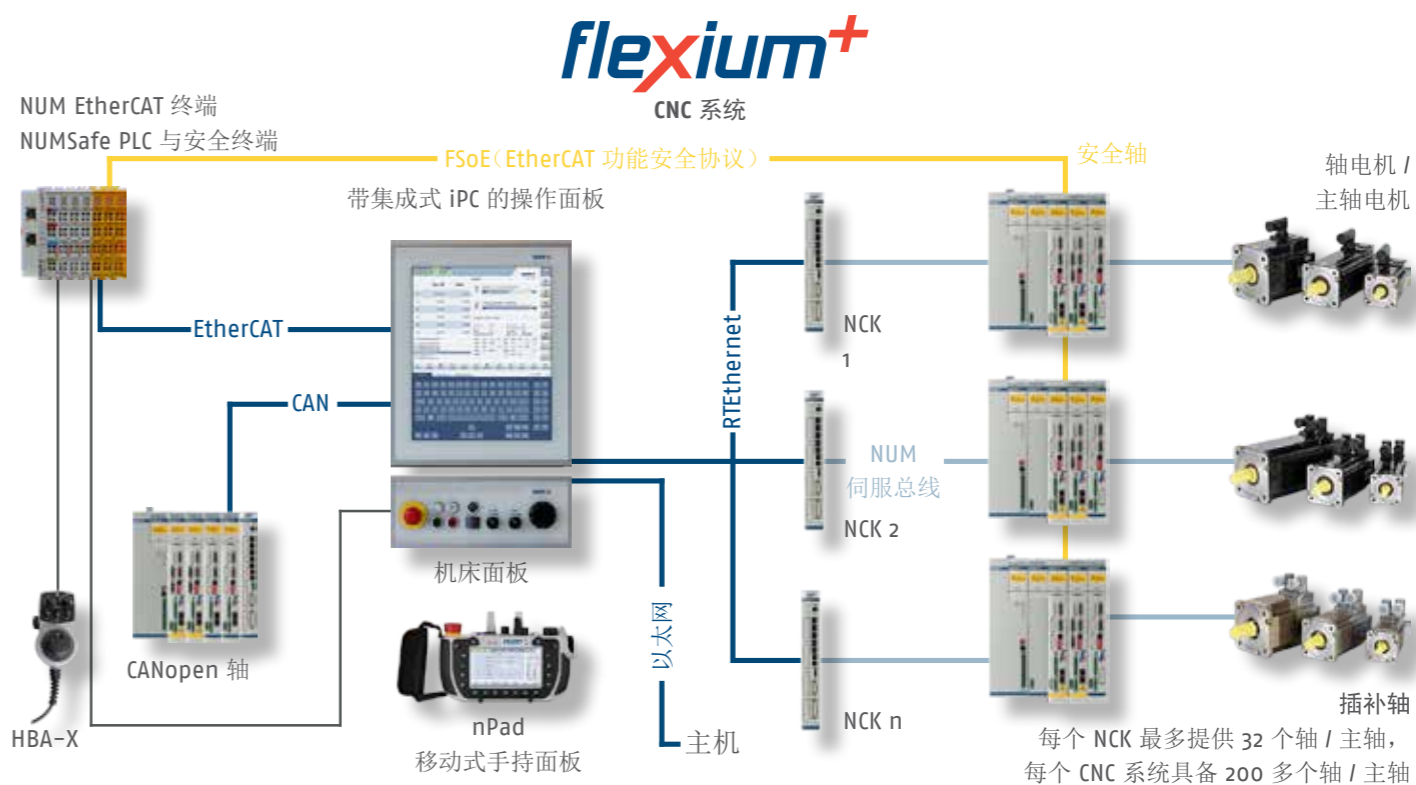 flexium+
CNC 系统
NUM EtherCAT 终端
NUMSafe PLC 与安全终端
FSoE（EtherCAT 功能安全协议）
安全轴
轴电机 /
主轴电机
带集成式 iPC 的操作面板
EtherCAT
NCK
1
RTEthernet
CAN
NUM
伺服总线
NCK 2
机床面板
CANopen 轴
以太网
HBA-X
nPad
移动式手持面板
主机
NCK n
插补轴
每个 NCK 最多提供 32 个轴 / 主轴，
每个 CNC 系统具备 200 多个轴 / 主轴